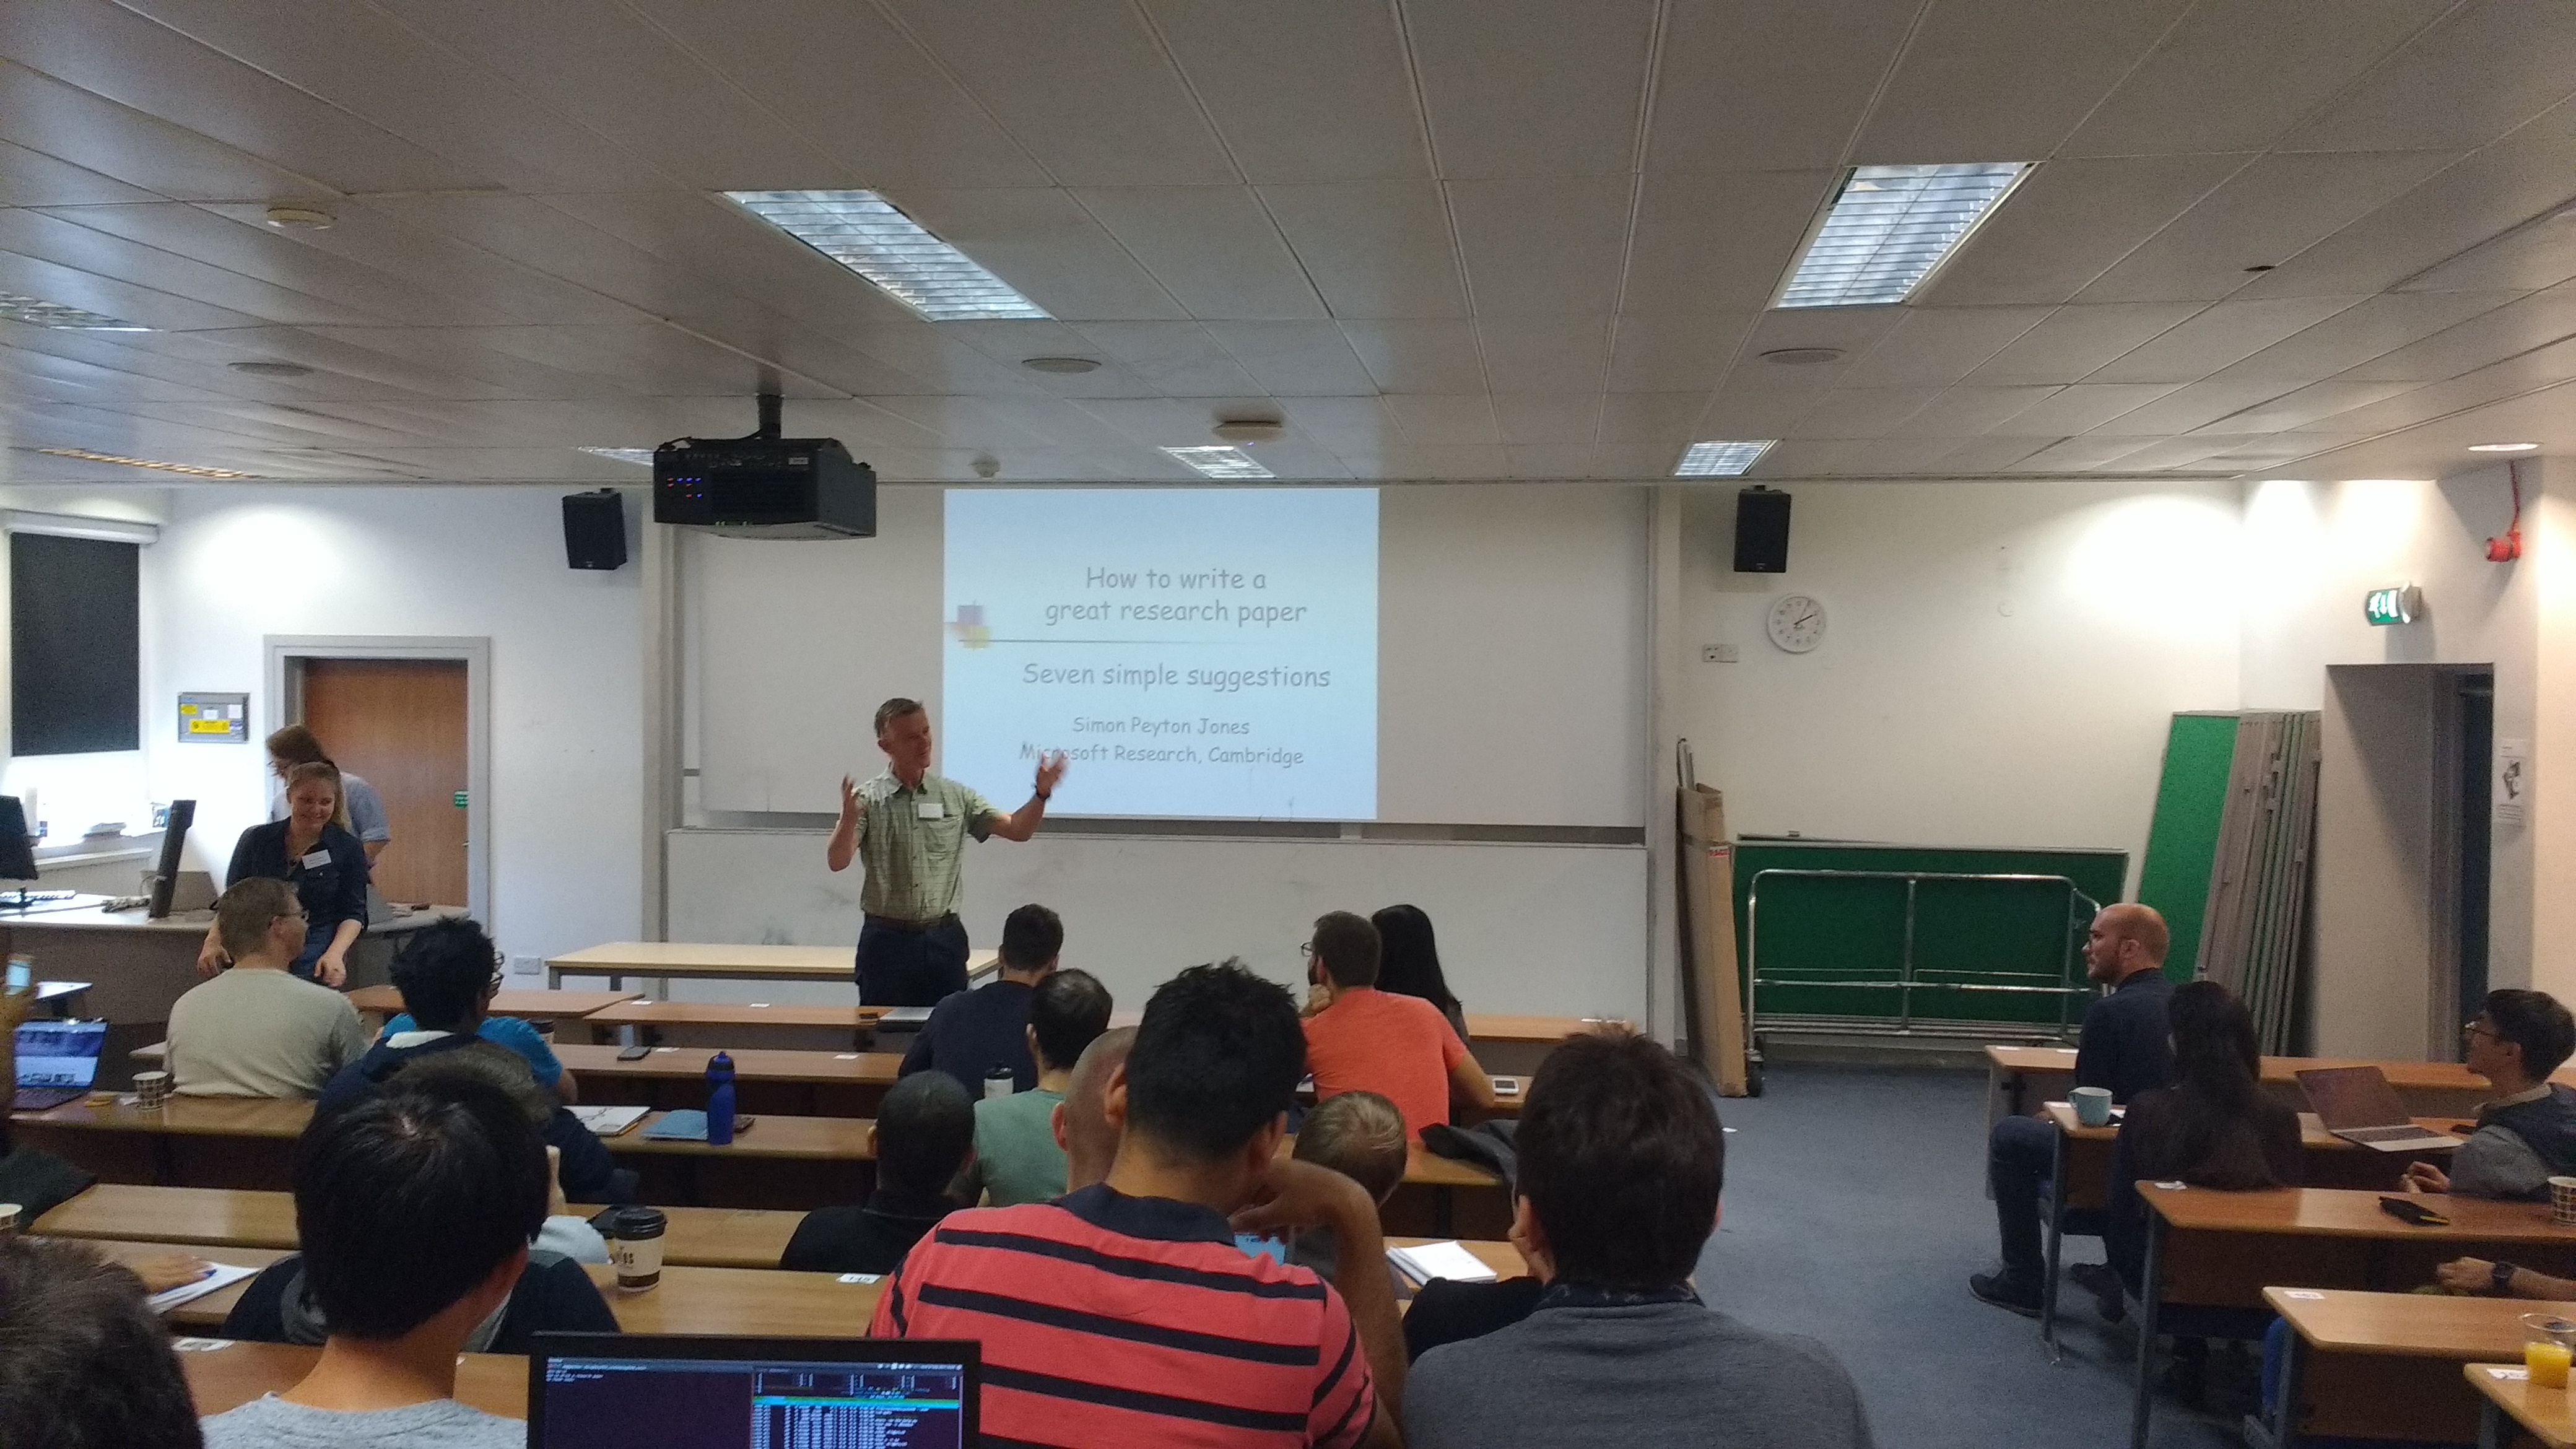 How to write a
great research paper
Seven simple suggestions
Simon Peyton Jones
Microsoft Research, Cambridge